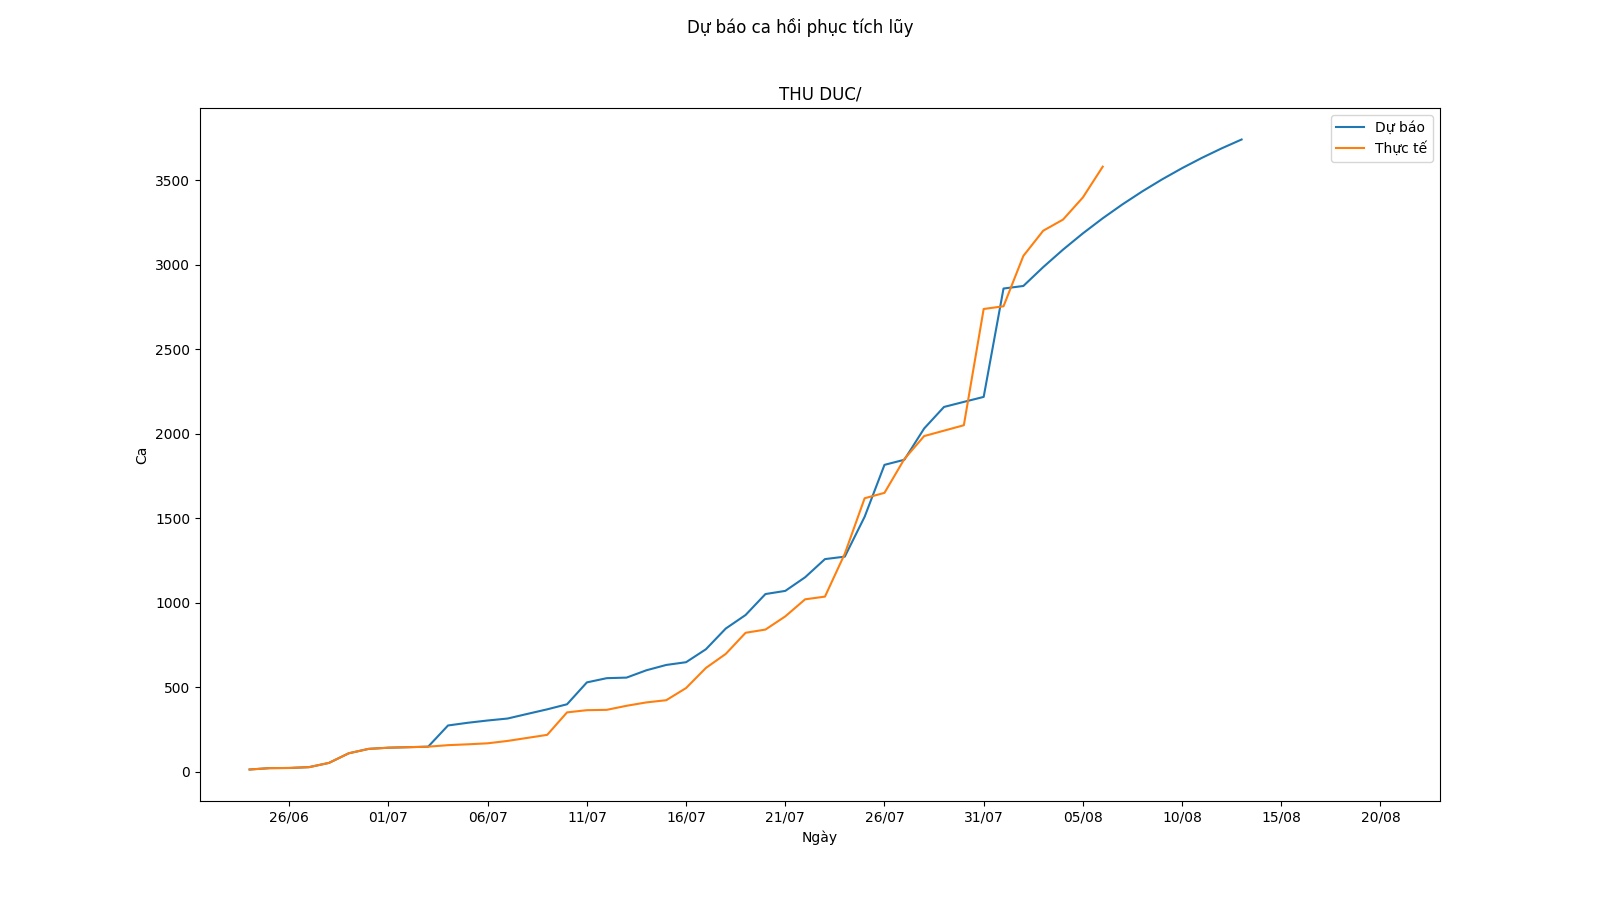 Dự báo ca hồi phục tích lũy
THU DUC/
Dự báo
Thực tế
3500
3000
2500
2000
1500
1000
500
0
Ca
26/06 01/07 06/07 11/07 16/07 21/07 26/07 31/07 05/08 10/08 15/08 20/08
Ngày